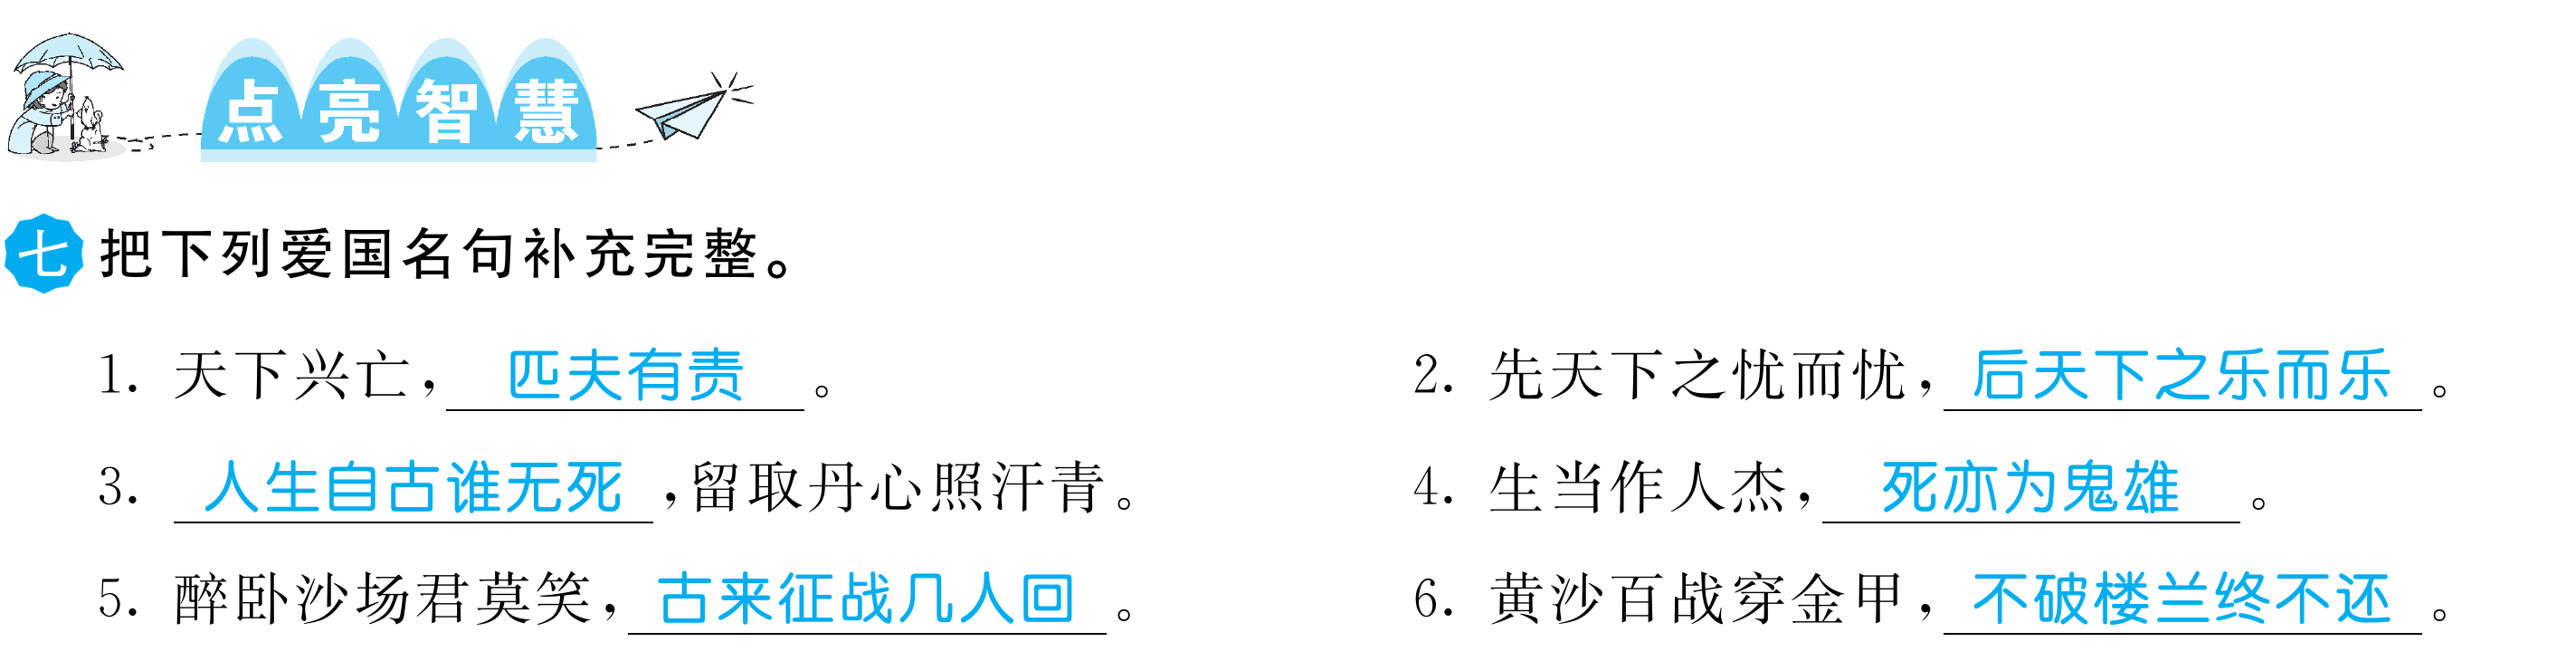 点亮智慧
七 把下列爱国名句补充完整。
1. 天下兴亡，匹夫有责。
2. 先天下之忧而忧，后天下之乐而乐。
3. 人生自古谁无死，留取丹心照汗青。
4. 生当作人杰，死亦为鬼雄。
5. 醉卧沙场君莫笑，古来征战几人回。
6. 黄沙百战穿金甲，不破楼兰终不还。